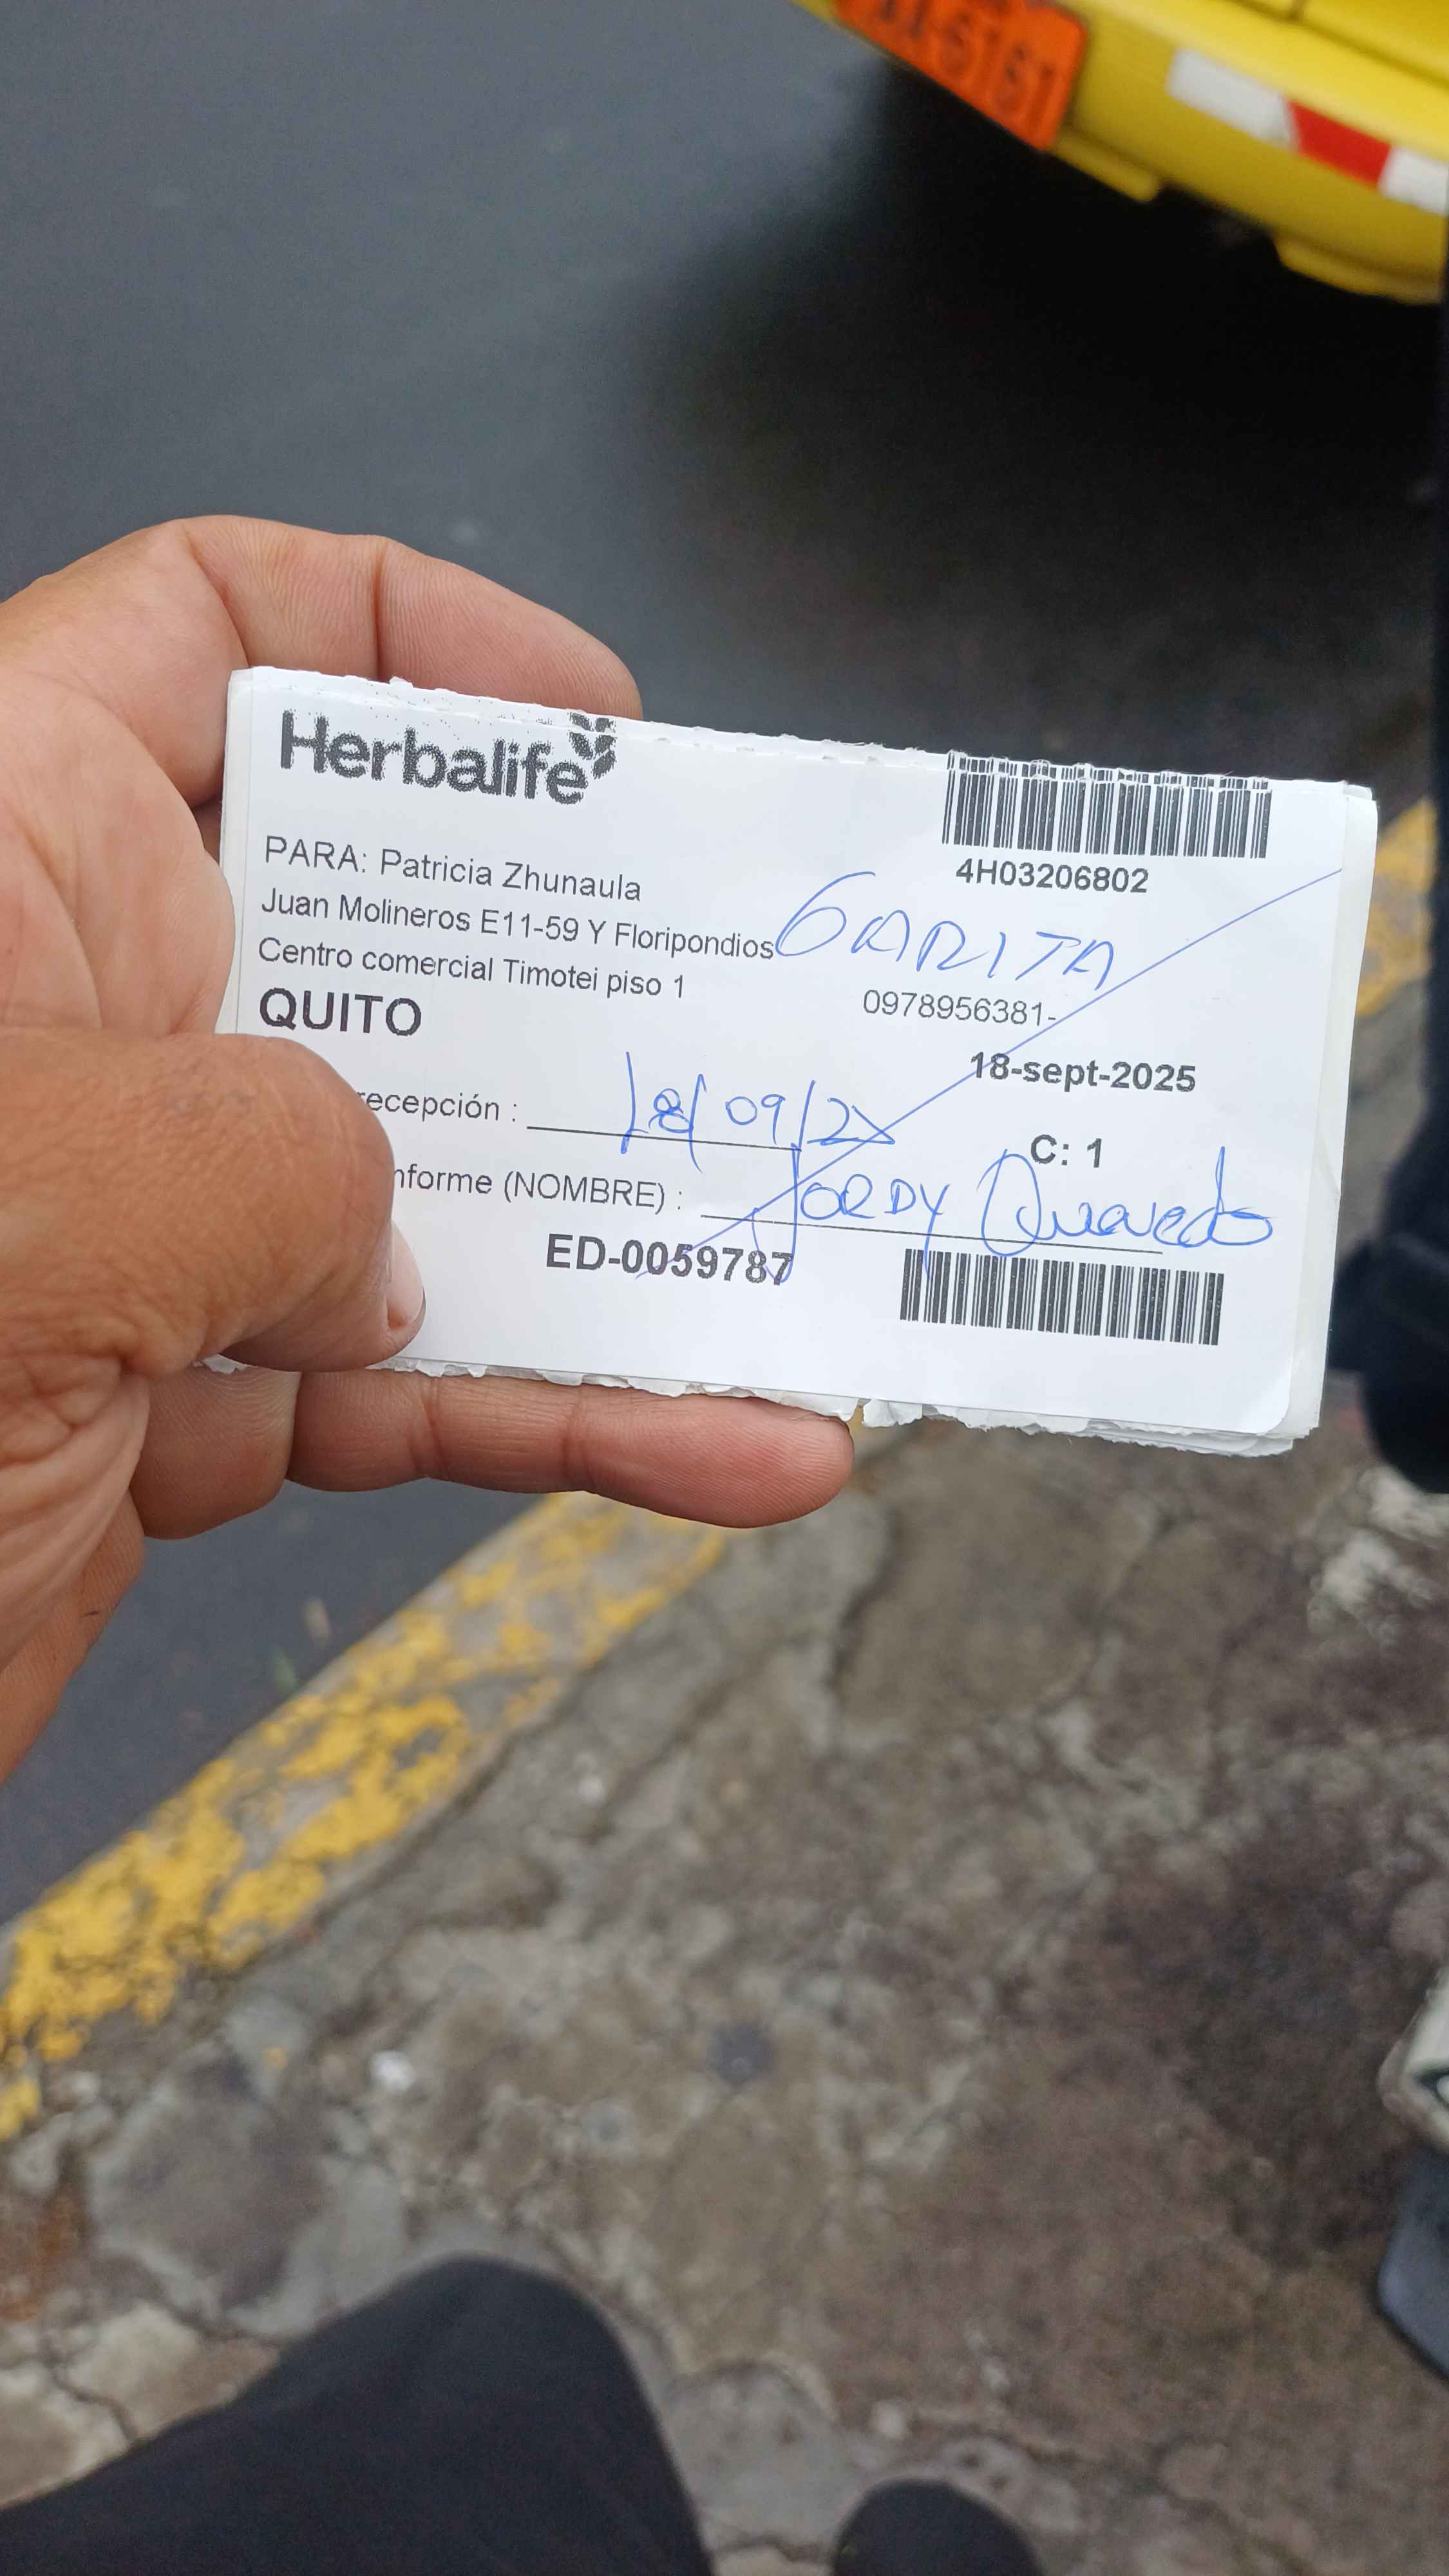 Herbalife
4H03206802
PARA: Patricia Zhunaula
Juan Molineros E11-59 Y Floripondios
GARITA
Centro comercial Timotei piso 1
0978956381-
QUITO
18-sept-2025
recepción : 18/09/25
C: 1
nforme (NOMBRE) : JORDY Quevedo
ED-0059787